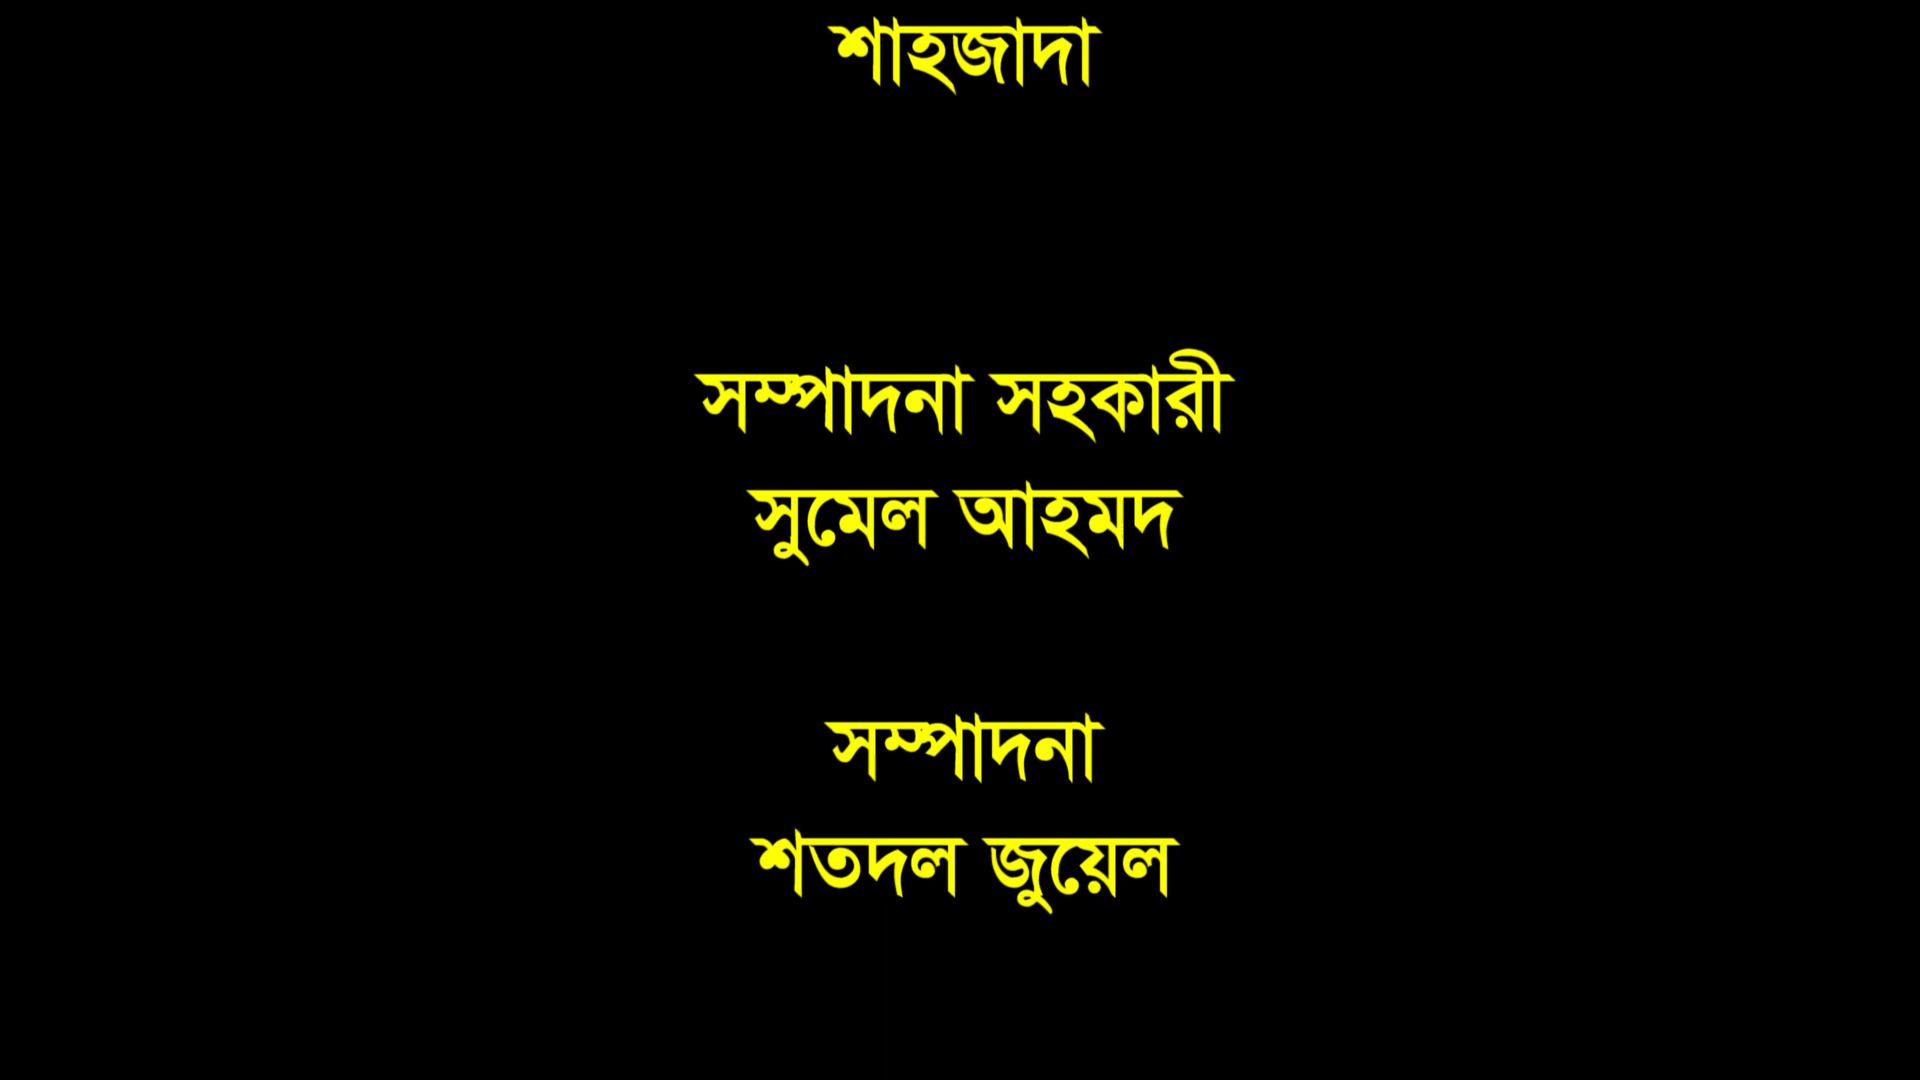 শাহজাদা
সম্পাদনা সহকারী
সুমেল আহমদ
সম্পাদনা
শতদল জুয়েল